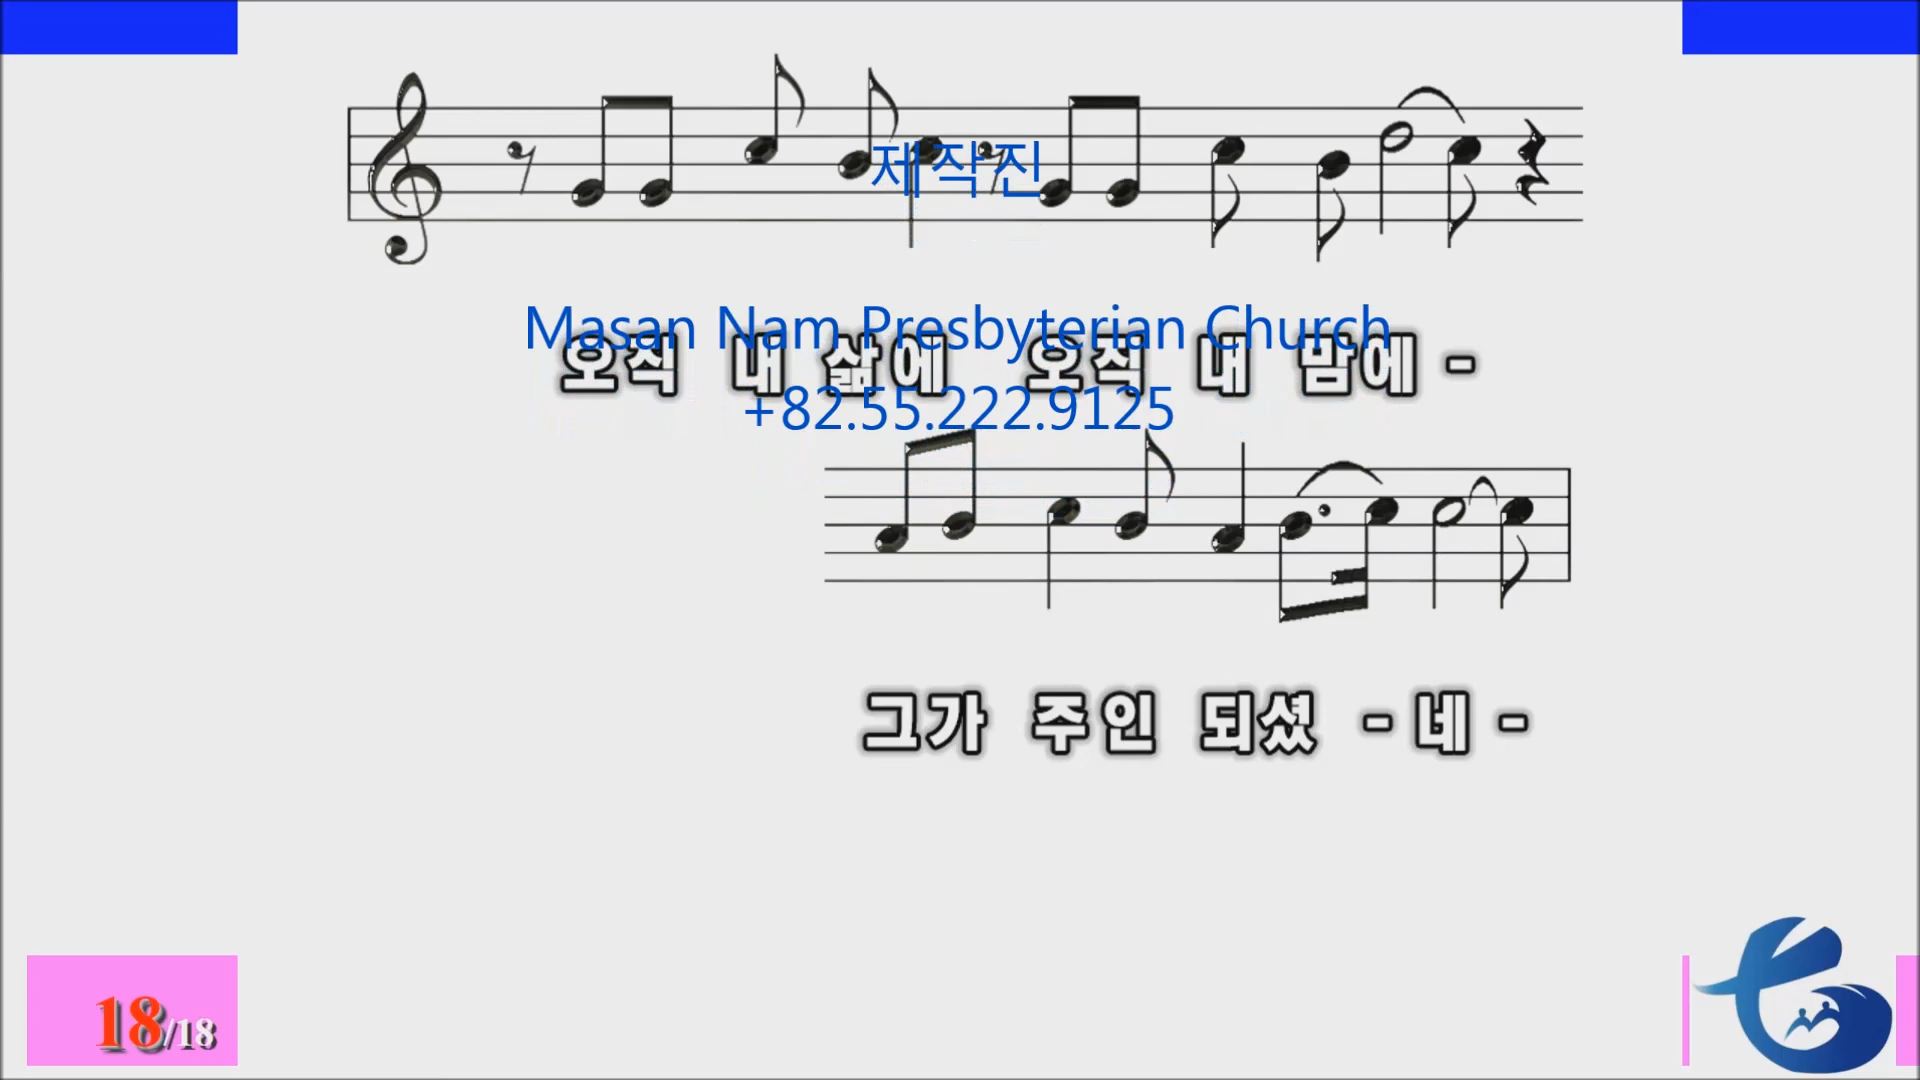 제작진
Masan Nam Presbyterian Church
오직 내 삶에 오직 내 맘에 -
+82.55.222.9125
그가 주인 되셨 - 네 -
18/18